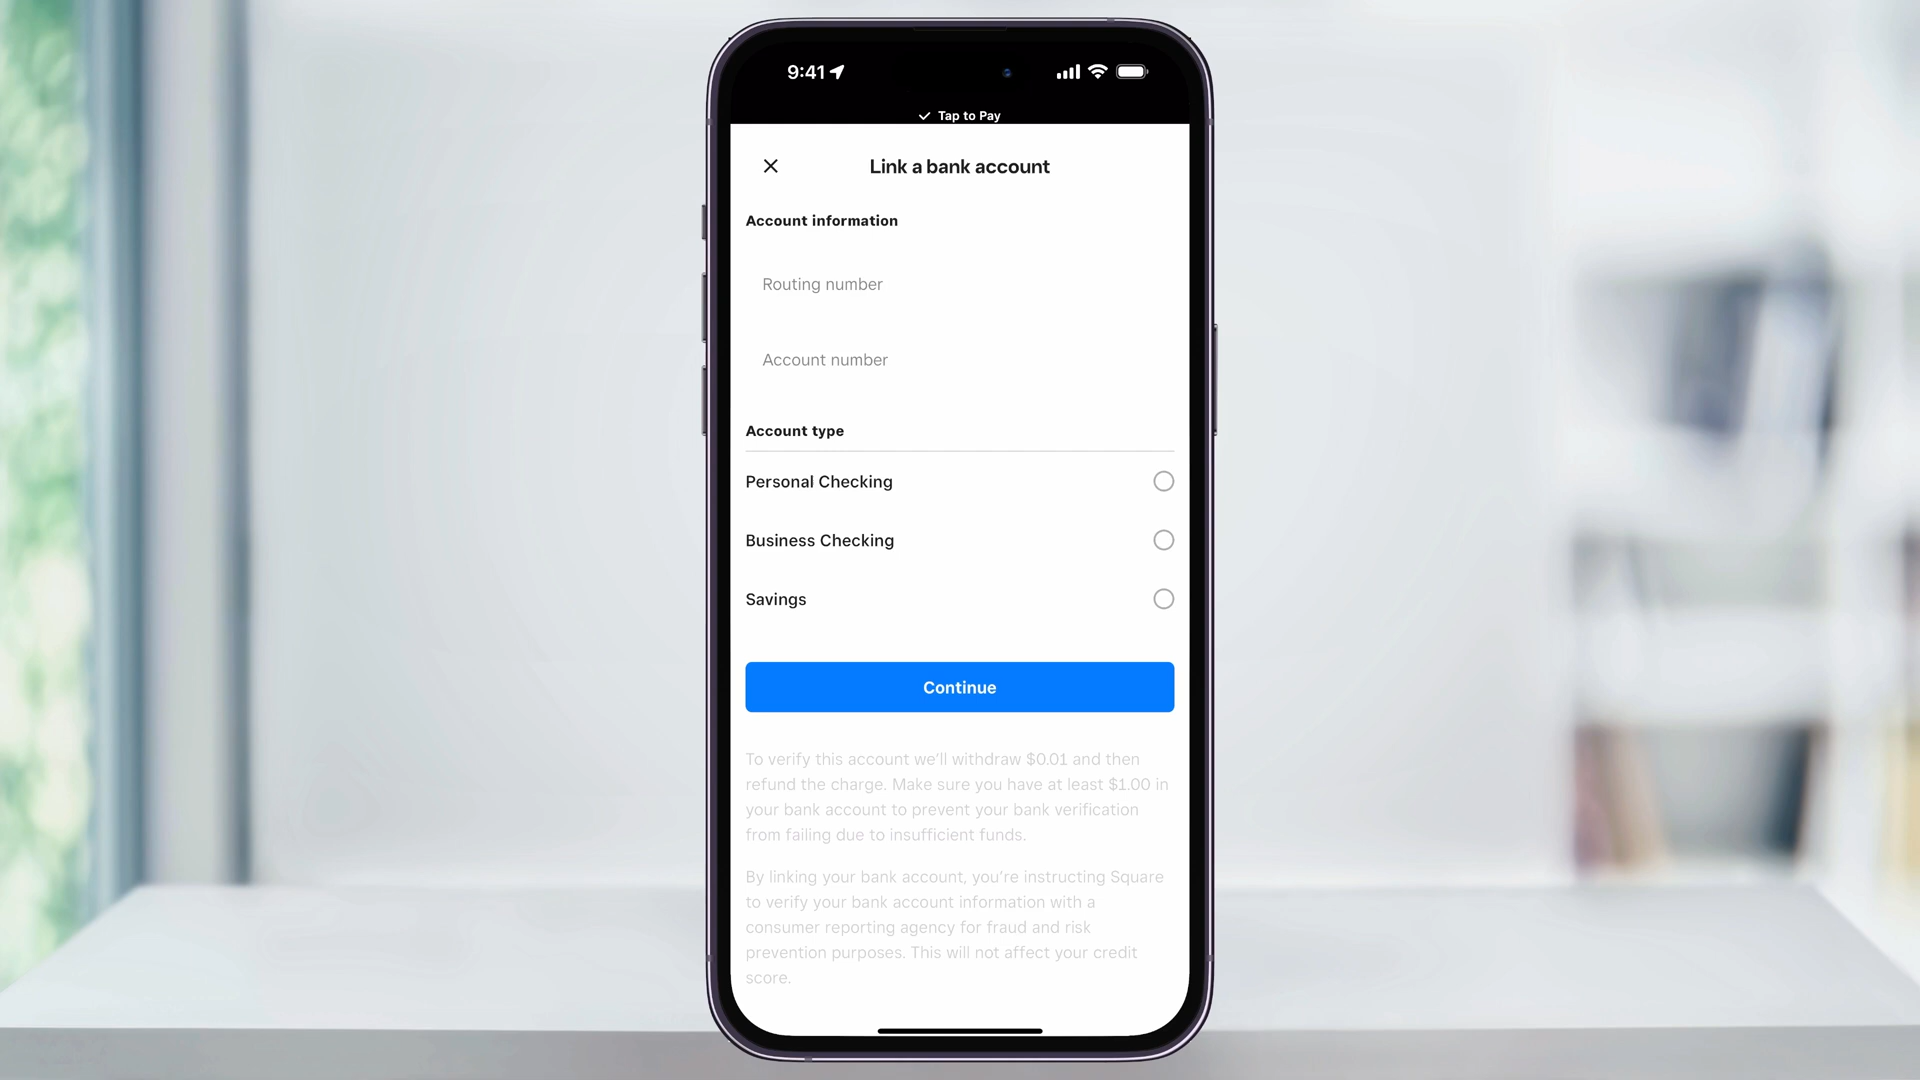 9:41
Tap to Pay
Link a bank account
Account information
Routing number
Account number
Account type
Personal Checking
Business Checking
Savings
Continue
To verify this account we'll withdraw $0.01 and then
refund the charge. Make sure you have at least $1.00 in
your bank account to prevent your bank verification
from failing due to insufficient funds.
By linking your bank account, you're instructing Square
to verify your bank account information with a
consumer reporting agency for fraud and risk
prevention purposes. This will not affect your credit
score.